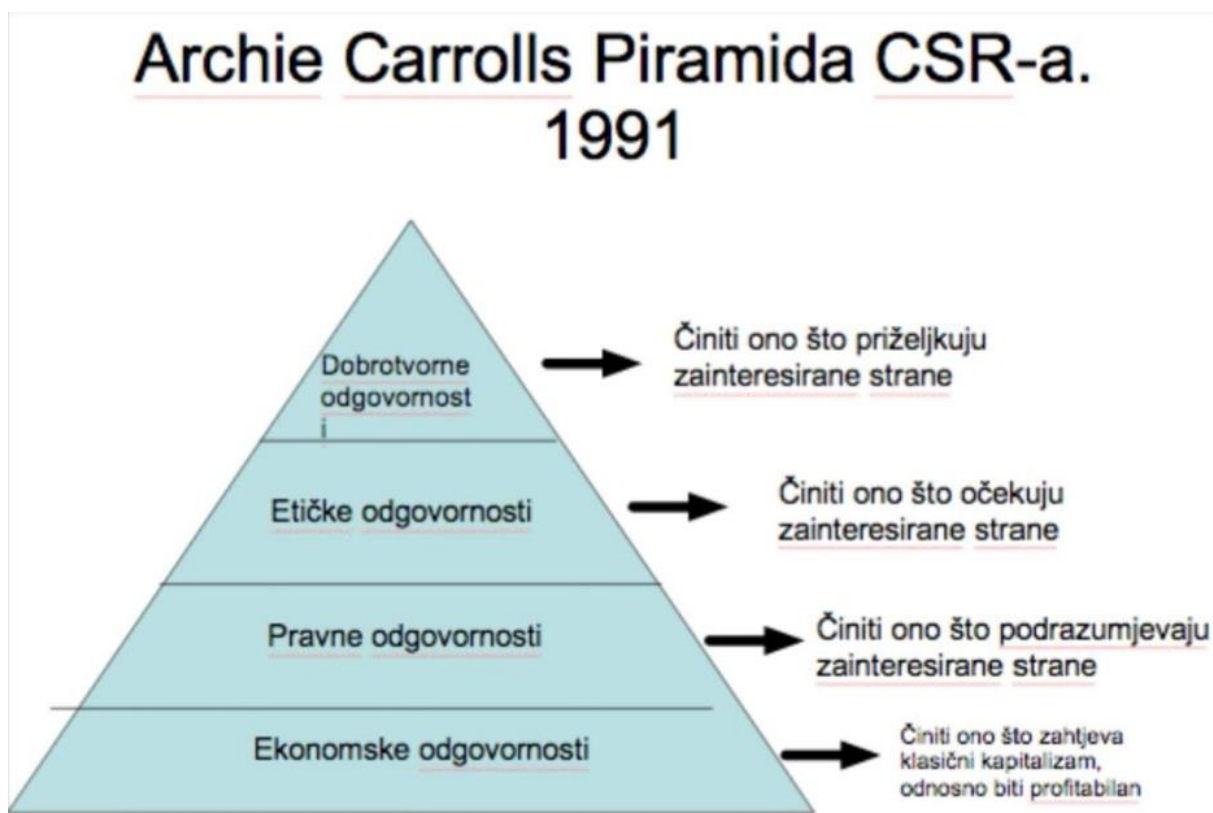 Archie Carrolls Piramida CSR-a.
1991
Dobrotvorne
odgovornost
i
Činiti ono što priželjkuju
zainteresirane strane
Etičke odgovornosti
Činiti ono što očekuju
zainteresirane strane
Pravne odgovornosti
Činiti ono što podrazumjevaju
zainteresirane strane
Ekonomske odgovornosti
Činiti ono što zahtjeva
klasični kapitalizam,
odnosno biti profitabilan